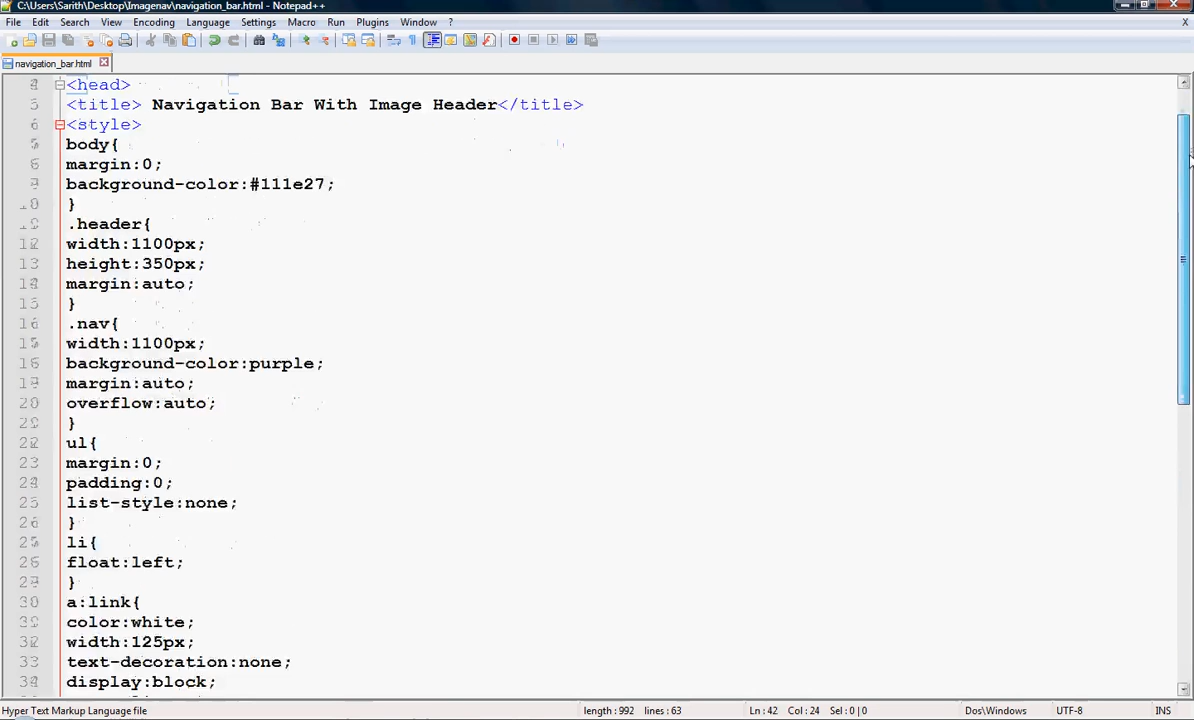 C:\Users\Sarith\Desktop\Imagenav\navigation_bar.html - Notepad++
File Edit Search View Encoding Language Settings Macro Run Plugins Window ? X
navigation_bar.html
<head>
<title> Navigation Bar With Image Header</title>
<style>
body{
margin:0;
background-color:#111e27;
}
.header{
width:1100px;
height:350px;
margin:auto;
}
.nav{
width:1100px;
background-color:purple;
margin:auto;
overflow:auto;
}
ul{
margin:0;
padding:0;
list-style:none;
}
li{
float:left;
}
a:link{
color:white;
width:125px;
text-decoration:none;
display:block;
Hyper Text Markup Language file length : 992 lines : 63 Ln : 42 Col : 24 Sel : 0 | 0 Dos\Windows UTF-8 INS